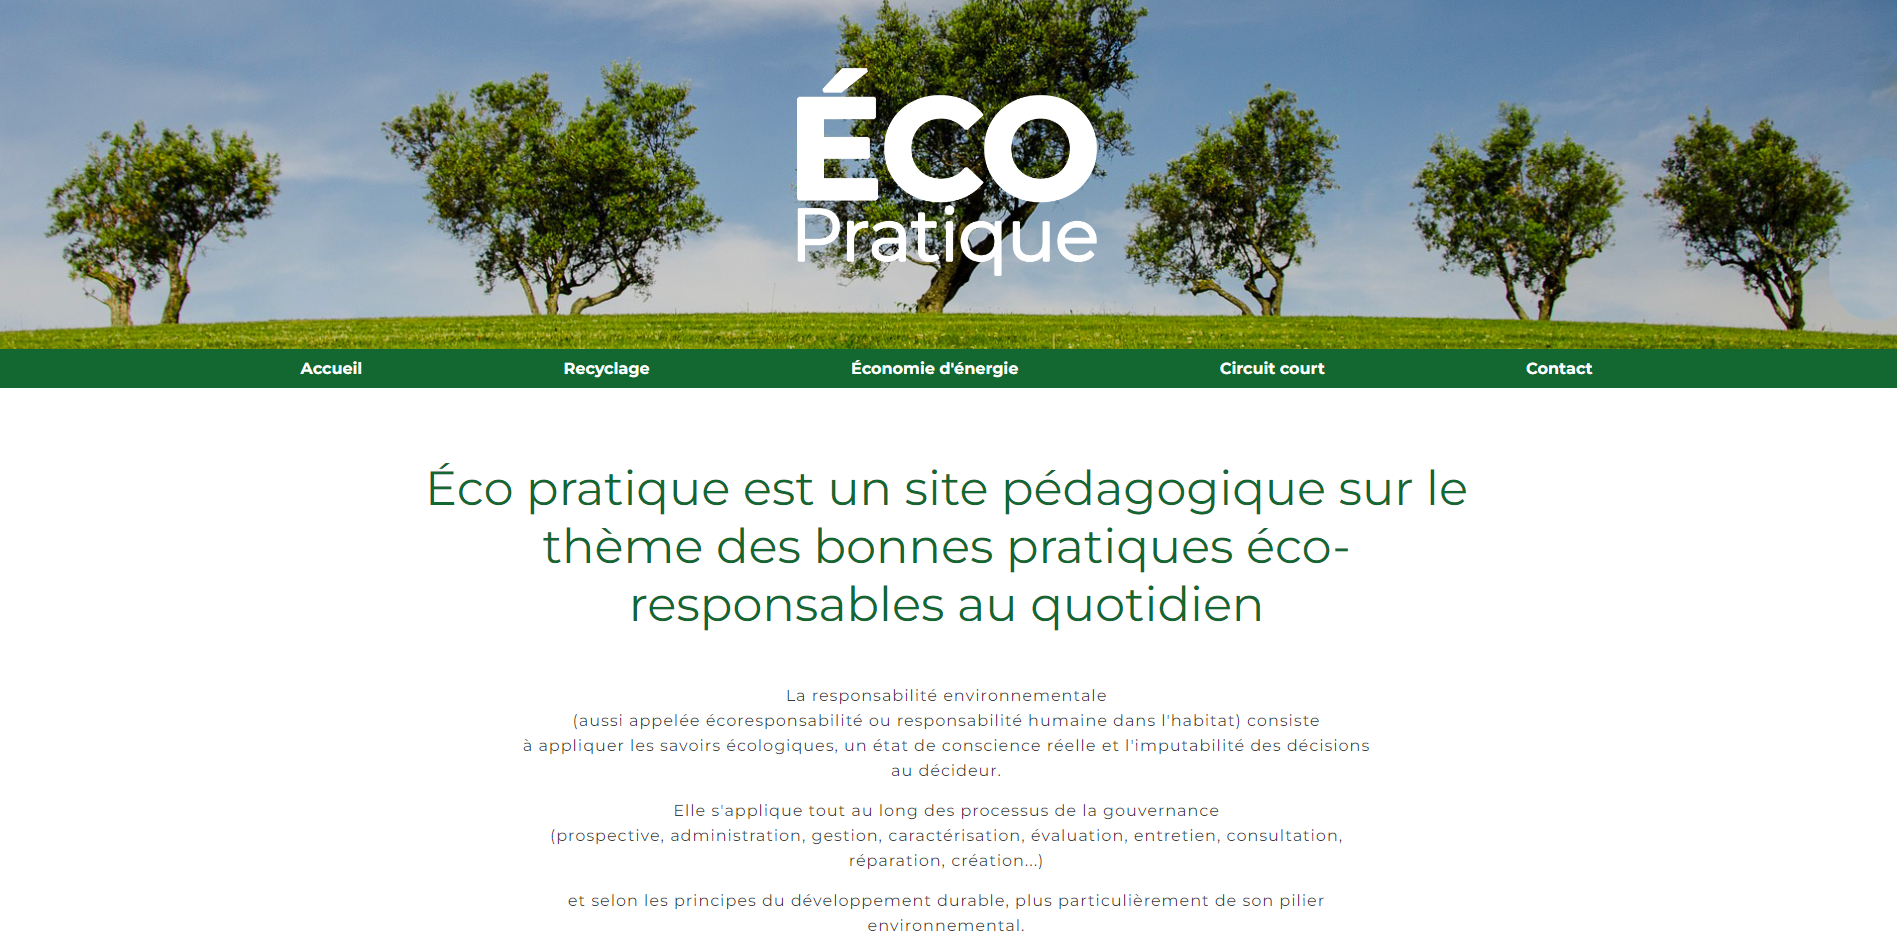 ÉCO
Pratique
Accueil
Recyclage
Économie d'énergie
Circuit court
Contact
Éco pratique est un site pédagogique sur le
thème des bonnes pratiques éco-
responsables au quotidien
La responsabilité environnementale
(aussi appelée écoresponsabilité ou responsabilité humaine dans l'habitat) consiste
à appliquer les savoirs écologiques, un état de conscience réelle et l'imputabilité des décisions
au décideur.
Elle s'applique tout au long des processus de la gouvernance
(prospective, administration, gestion, caractérisation, évaluation, entretien, consultation,
réparation, création...)
et selon les principes du développement durable, plus particulièrement de son pilier
environnemental.